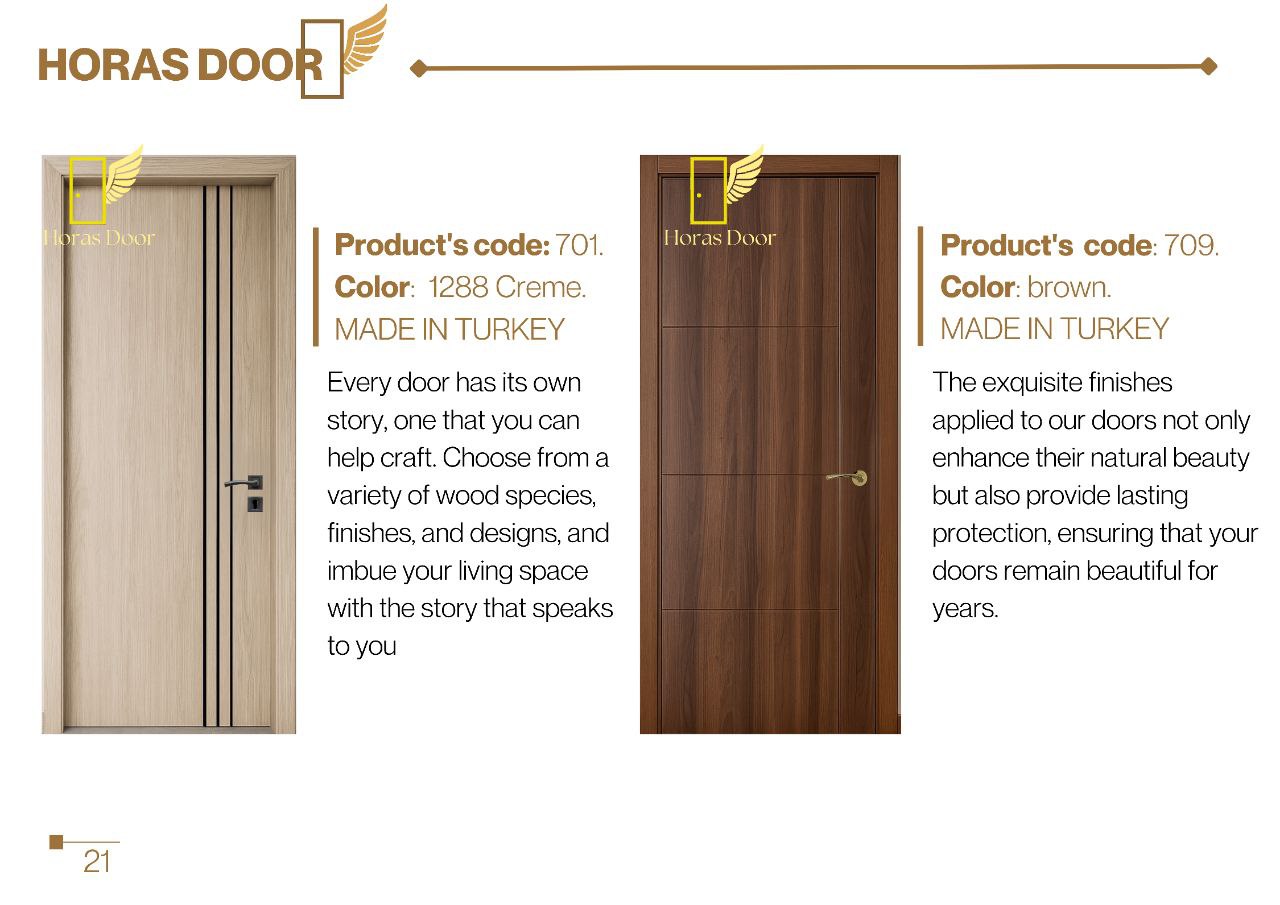 HORAS DOOR
Horas Door
Product's code: 701.
Color:  1288 Creme.
MADE IN TURKEY
Every door has its own
story, one that you can
help craft. Choose from a
variety of wood species,
finishes, and designs, and
imbue your living space
with the story that speaks
to you
Horas Door
Product's  code: 709.
Color: brown.
MADE IN TURKEY
The exquisite finishes
applied to our doors not only
enhance their natural beauty
but also provide lasting
protection, ensuring that your
doors remain beautiful for
years.
21